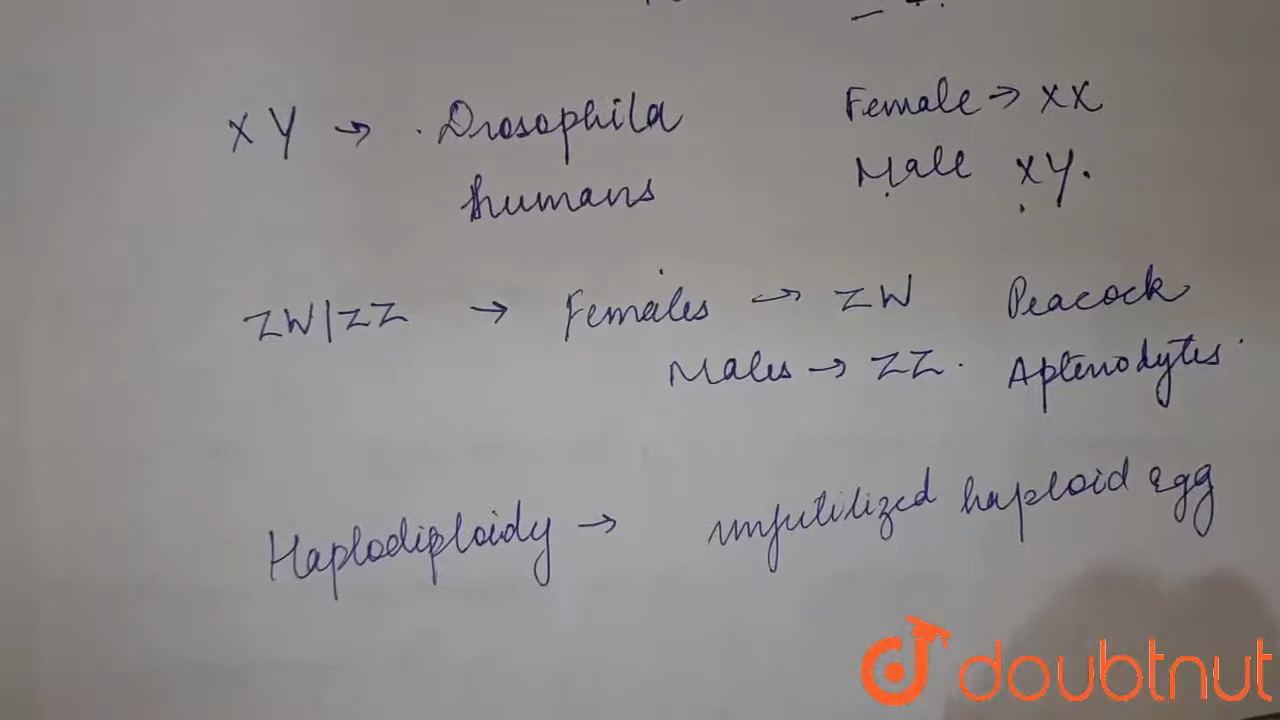 XY → Drosophila Female → XX
humans Male XY.
ZW/ZZ → Females → ZW Peacock
Males → ZZ. Aptenodytes.
Haplodiploidy → unfutilized haploid egg
doubtnut